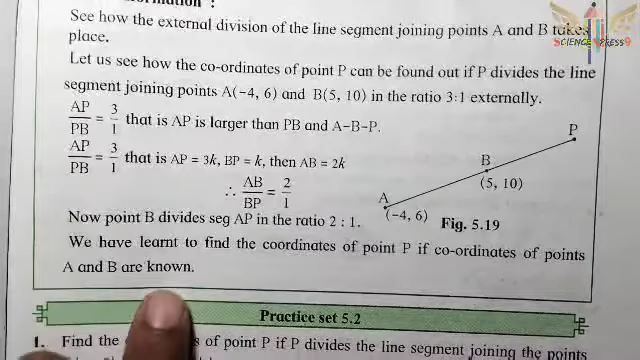 See how the external division of the line segment joining points A and B takes
place.
Let us see how the co-ordinates of point P can be found out if P divides the line
segment joining points A(-4, 6) and B(5, 10) in the ratio 3:1 externally.
AP/PB = 3/1 that is AP is larger than PB and A-B-P.
AP/PB = 3/1 that is AP = 3k, BP = k, then AB = 2k
∴ AB/BP = 2/1
Now point B divides seg AP in the ratio 2 : 1.
We have learnt to find the coordinates of point P if co-ordinates of points
A and B are known.
P
B
(5, 10)
A
(-4, 6)
Fig. 5.19
Practice set 5.2
1. Find the of point P if P divides the line segment joining the points
SCIENCE PRESS9